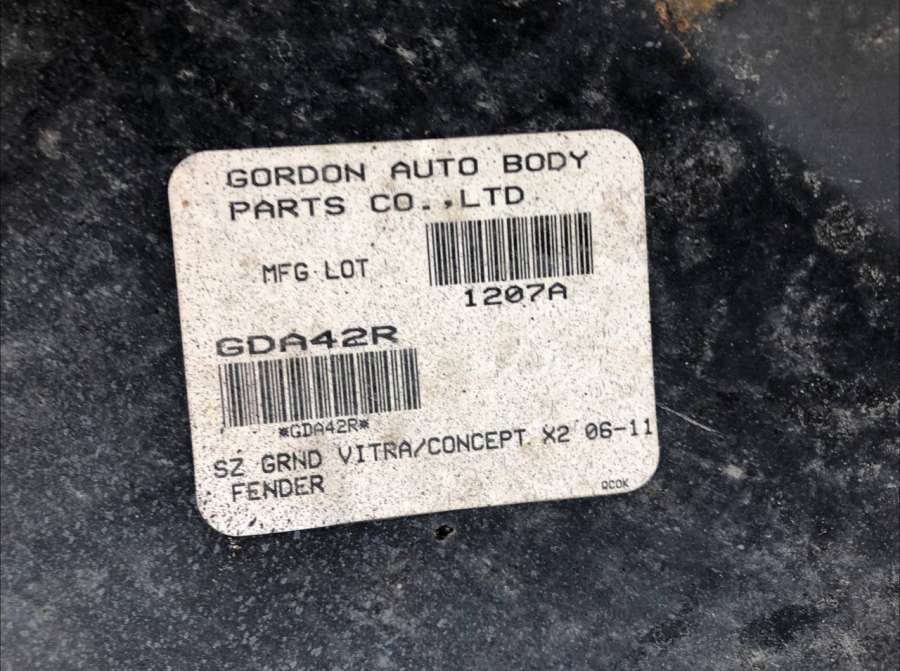 GORDON AUTO BODY
PARTS CO.,LTD
MFG LOT
1207A
GDA42R
*GDA42R*
SZ GRND VITRA/CONCEPT X2 06-11
FENDER
QCOK